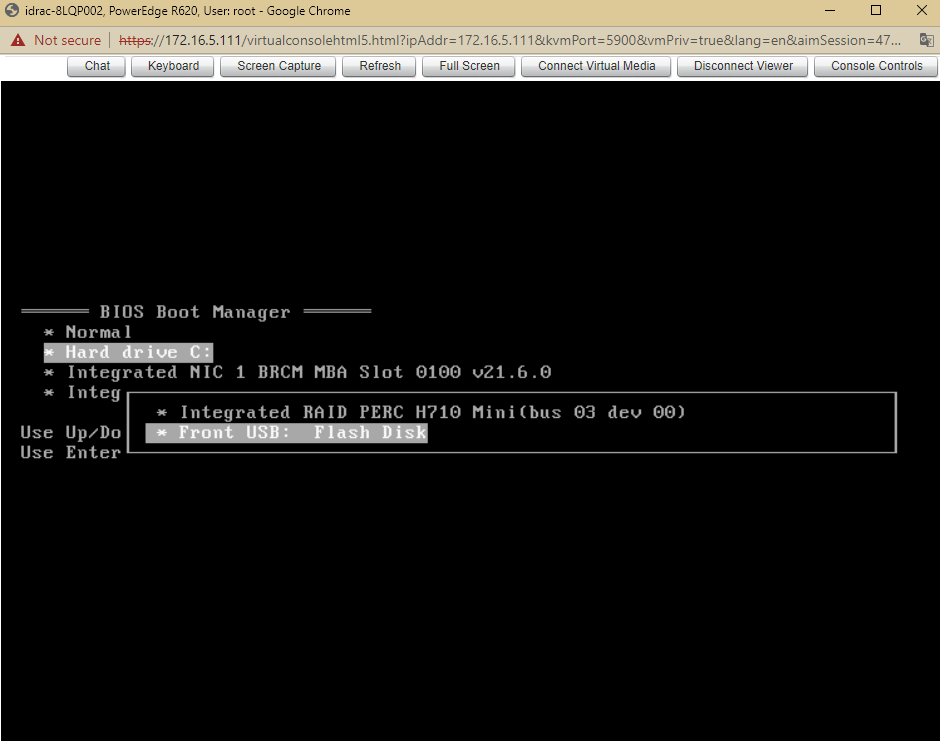 idrac-8LQP002, PowerEdge R620, User: root - Google Chrome
Not secure | https://172.16.5.111/virtualconsolehtml5.html?ipAddr=172.16.5.111&kvmPort=5900&vmPriv=true&lang=en&aimSession=47...
Chat Keyboard Screen Capture Refresh Full Screen Connect Virtual Media Disconnect Viewer Console Controls
BIOS Boot Manager
* Normal
* Hard drive C:
* Integrated NIC 1 BRCM MBA Slot 0100 v21.6.0
* Integ
* Integrated RAID PERC H710 Mini(bus 03 dev 00)
Use Up/Do
* Front USB:  Flash Disk
Use Enter